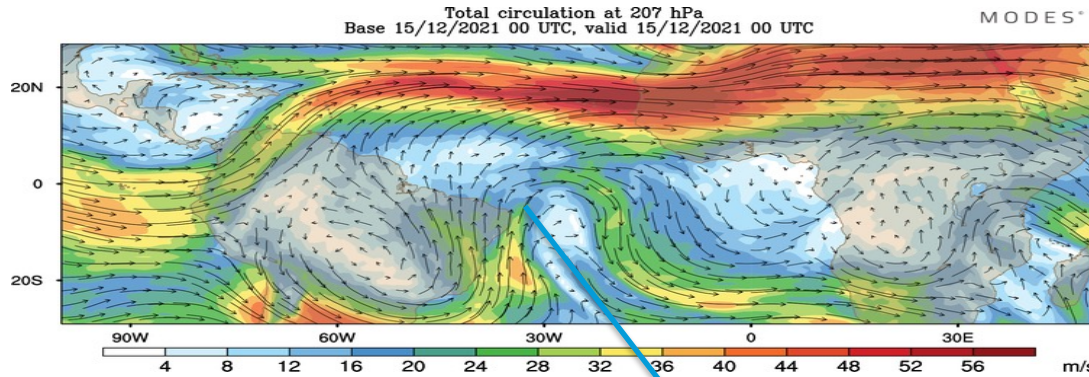 Total circulation at 207 hPa
MODES
Base 15/12/2021 00 UTC, valid 15/12/2021 00 UTC
20N
0
20S
90W 60W 30W 0 30E
4 8 12 16 20 24 28 32 36 40 44 48 52 56 m/